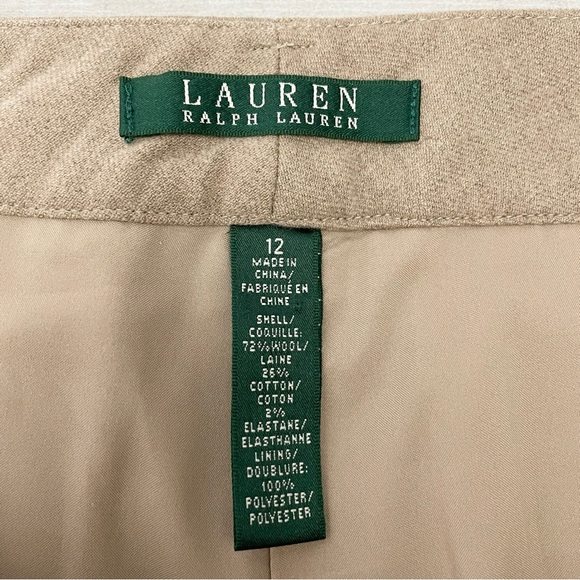 LAUREN
RALPH LAUREN
12
MADE IN
CHINA/
FABRIQUÉ EN
CHINE
SHELL/
COQUILLE:
72% WOOL/
LAINE
26%
COTTON/
COTON
2%
ELASTANE/
ELASTHANNE
LINING/
DOUBLURE:
100%
POLYESTER/
POLYESTER